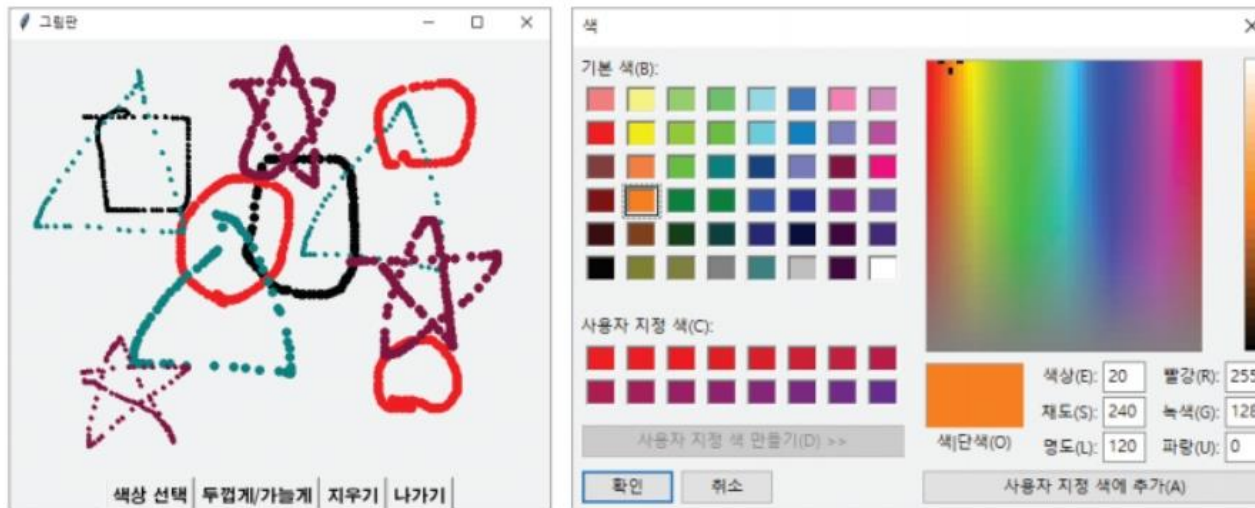 그림판
색상 선택 두껍게/가늘게 지우기 나가기
색
기본 색(B):
사용자 지정 색(C):
사용자 지정 색 만들기(D) >>
확인 취소
색상(E): 20 빨강(R): 255
채도(S): 240 녹색(G): 128
색|단색(O) 명도(L): 120 파랑(U): 0
사용자 지정 색에 추가(A)